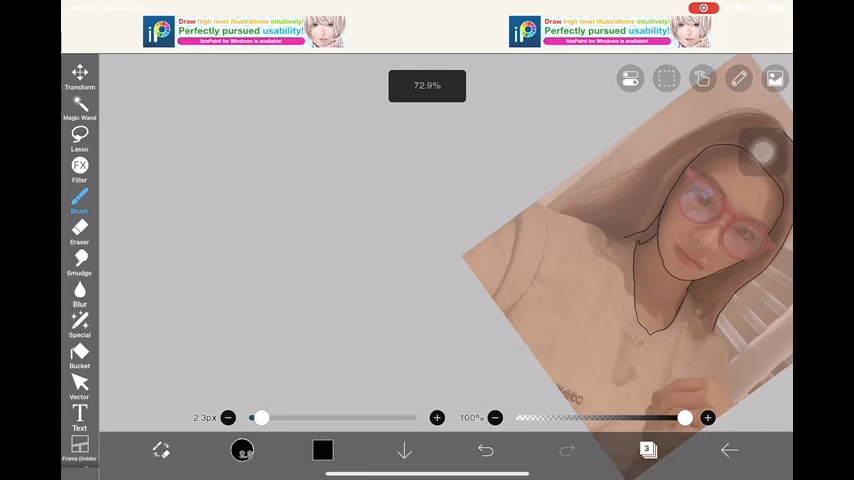 Draw high level illustrations intuitively!
Perfectly pursued usability!
ibisPaint for Windows is available!
Draw high level illustrations intuitively!
Perfectly pursued usability!
ibisPaint for Windows is available!
72.9%
Transform
Magic Wand
Lasso
FX
Filter
Brush
Eraser
Smudge
Blur
Special
Bucket
Vector
T
Text
Frame Divider
2.3px
100%
3